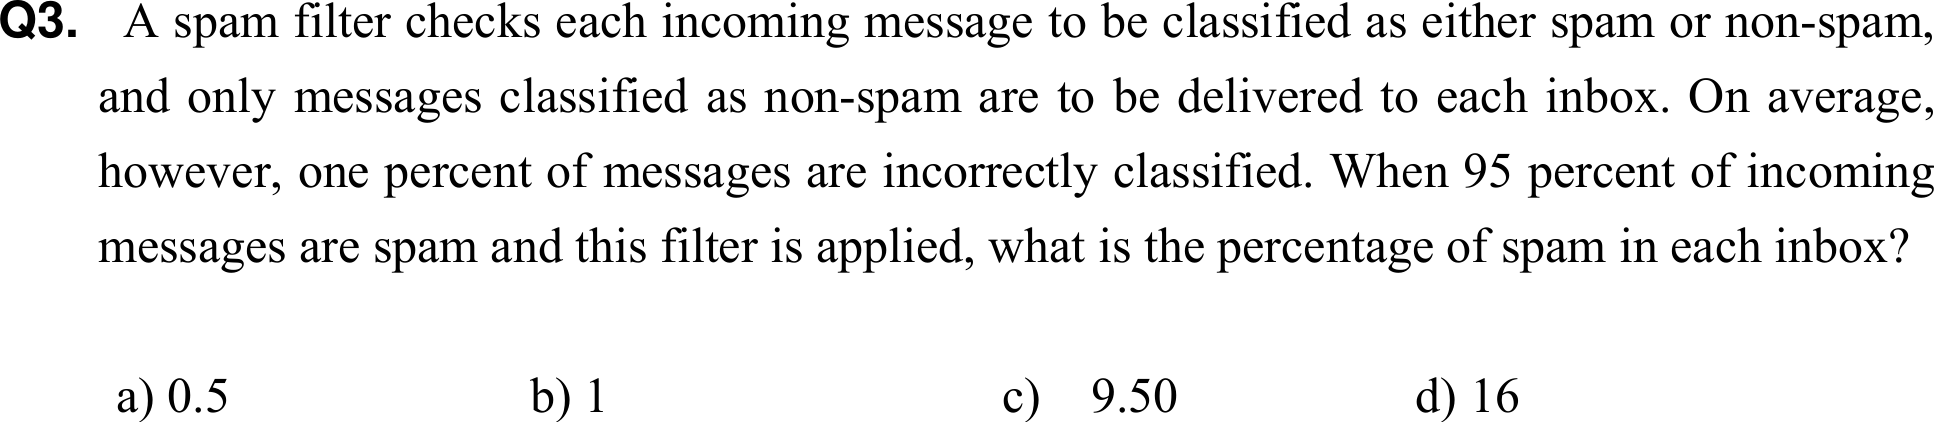 Q3. A spam filter checks each incoming message to be classified as either spam or non-spam,
and only messages classified as non-spam are to be delivered to each inbox. On average,
however, one percent of messages are incorrectly classified. When 95 percent of incoming
messages are spam and this filter is applied, what is the percentage of spam in each inbox?
a) 0.5 b) 1 c) 9.50 d) 16